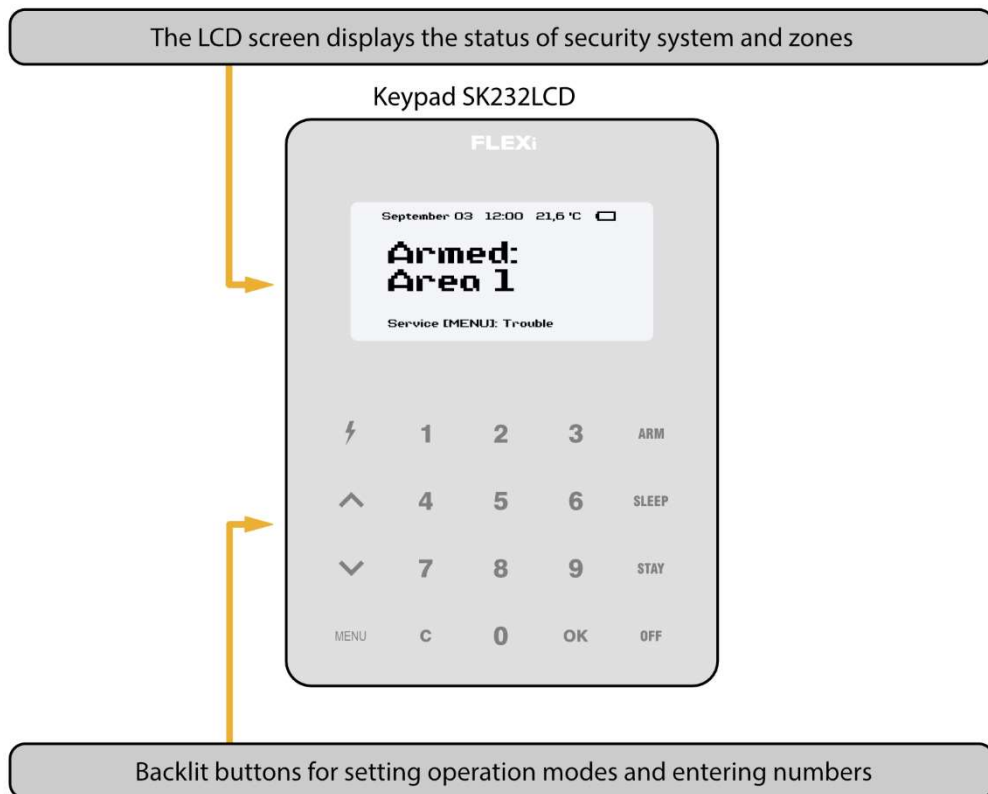 The LCD screen displays the status of security system and zones
Keypad SK232LCD
FLEXi
September 03 12:00 21,6 'C
Armed:
Area 1
Service [MENU]: Trouble
1 2 3 ARM
4 5 6 SLEEP
7 8 9 STAY
MENU C 0 OK OFF
Backlit buttons for setting operation modes and entering numbers